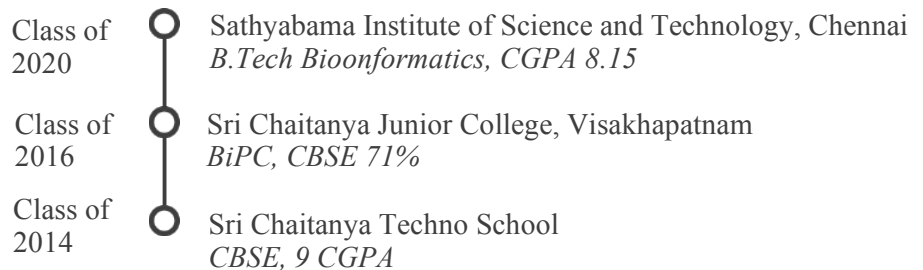 Class of
2020
Sathyabama Institute of Science and Technology, Chennai
B.Tech Bioonformatics, CGPA 8.15
Class of
2016
Sri Chaitanya Junior College, Visakhapatnam
BiPC, CBSE 71%
Class of
2014
Sri Chaitanya Techno School
CBSE, 9 CGPA